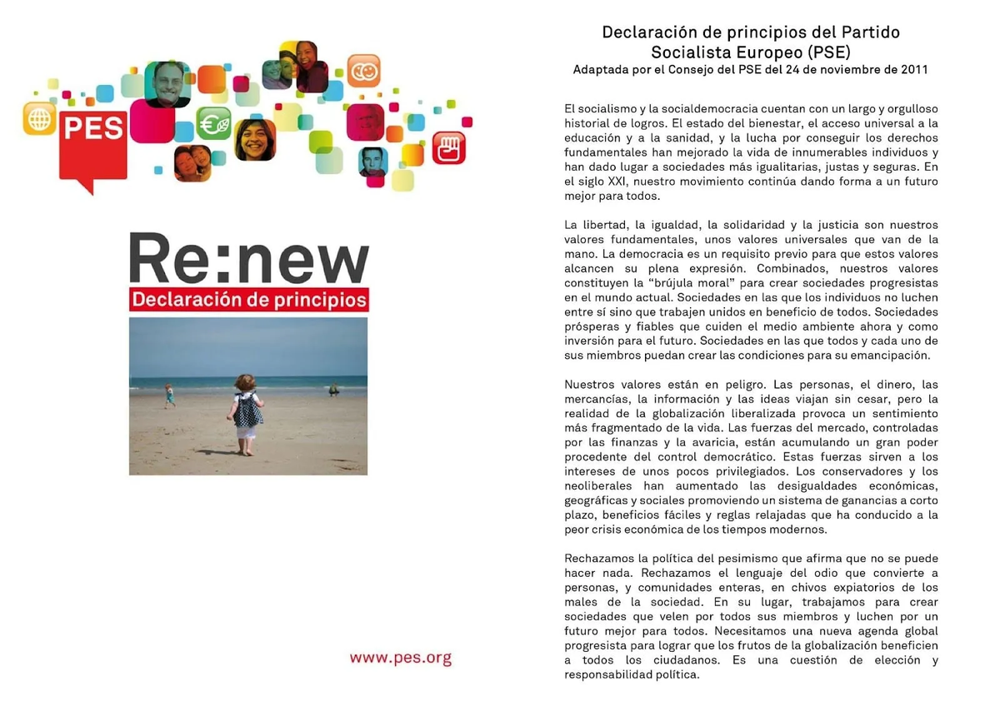 PES
Re:new
Declaración de principios
www.pes.org
Declaración de principios del Partido
Socialista Europeo (PSE)
Adaptada por el Consejo del PSE del 24 de noviembre de 2011
El socialismo y la socialdemocracia cuentan con un largo y orgulloso
historial de logros. El estado del bienestar, el acceso universal a la
educación y a la sanidad, y la lucha por conseguir los derechos
fundamentales han mejorado la vida de innumerables individuos y
han dado lugar a sociedades más igualitarias, justas y seguras. En
el siglo XXI, nuestro movimiento continúa dando forma a un futuro
mejor para todos.
La libertad, la igualdad, la solidaridad y la justicia son nuestros
valores fundamentales, unos valores universales que van de la
mano. La democracia es un requisito previo para que estos valores
alcancen su plena expresión. Combinados, nuestros valores
constituyen la “brújula moral” para crear sociedades progresistas
en el mundo actual. Sociedades en las que los individuos no luchen
entre sí sino que trabajen unidos en beneficio de todos. Sociedades
prósperas y fiables que cuiden el medio ambiente ahora y como
inversión para el futuro. Sociedades en las que todos y cada uno de
sus miembros puedan crear las condiciones para su emancipación.
Nuestros valores están en peligro. Las personas, el dinero, las
mercancías, la información y las ideas viajan sin cesar, pero la
realidad de la globalización liberalizada provoca un sentimiento
más fragmentado de la vida. Las fuerzas del mercado, controladas
por las finanzas y la avaricia, están acumulando un gran poder
procedente del control democrático. Estas fuerzas sirven a los
intereses de unos pocos privilegiados. Los conservadores y los
neoliberales han aumentado las desigualdades económicas,
geográficas y sociales promoviendo un sistema de ganancias a corto
plazo, beneficios fáciles y reglas relajadas que ha conducido a la
peor crisis económica de los tiempos modernos.
Rechazamos la política del pesimismo que afirma que no se puede
hacer nada. Rechazamos el lenguaje del odio que convierte a
personas, y comunidades enteras, en chivos expiatorios de los
males de la sociedad. En su lugar, trabajamos para crear
sociedades que velen por todos sus miembros y luchen por un
futuro mejor para todos. Necesitamos una nueva agenda global
progresista para lograr que los frutos de la globalización beneficien
a todos los ciudadanos. Es una cuestión de elección y
responsabilidad política.